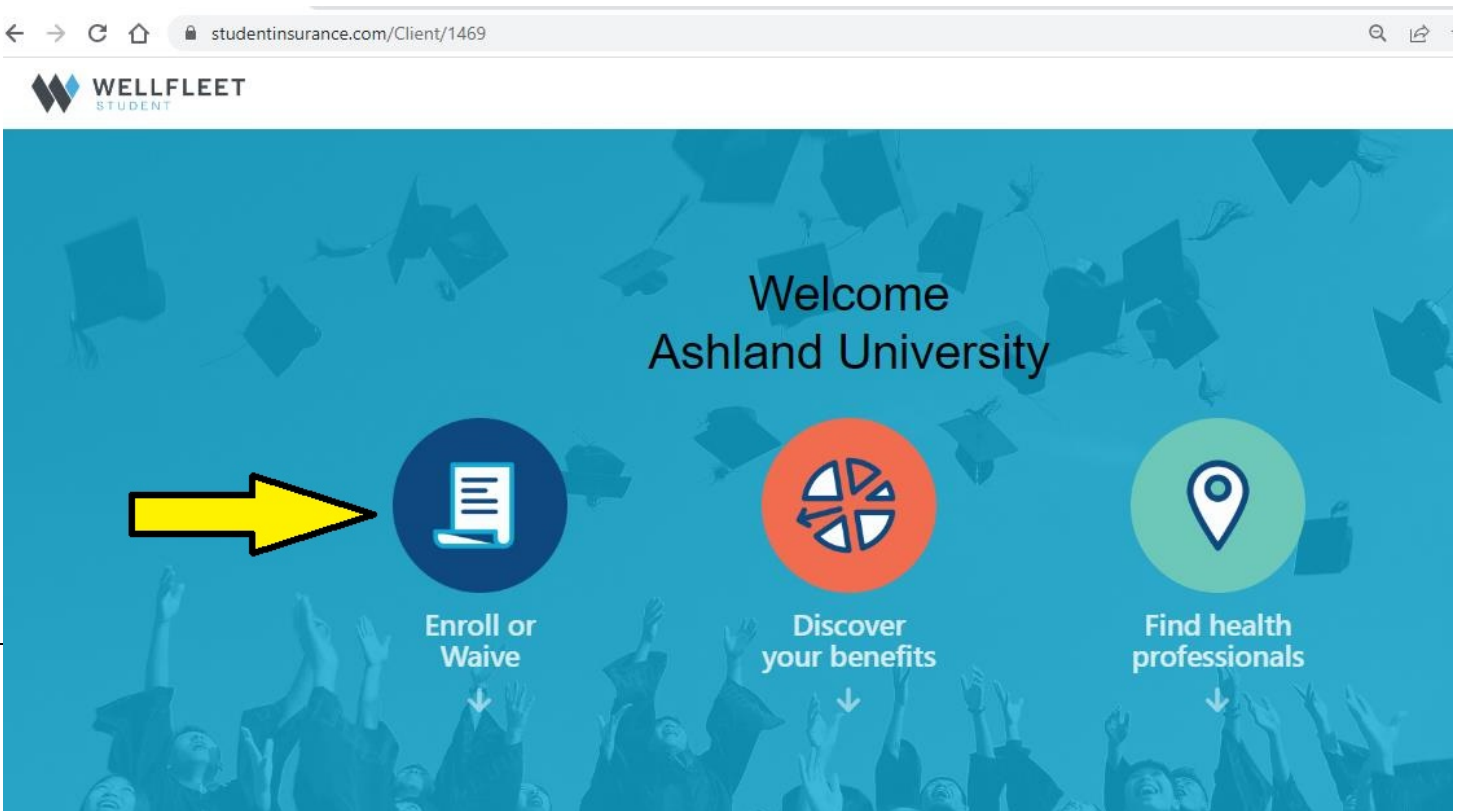 studentinsurance.com/Client/1469
WELLFLEET
STUDENT
Welcome
Ashland University
Enroll or
Waive
Discover
your benefits
Find health
professionals